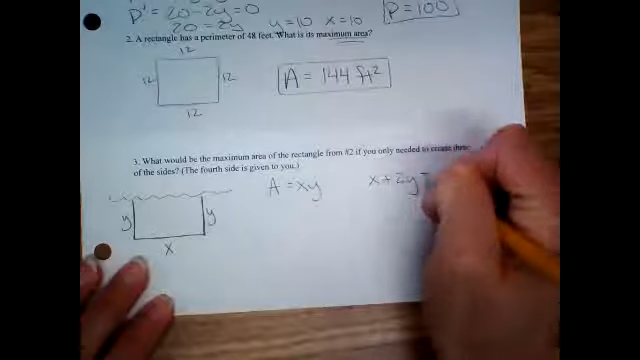 P' = 20 - 2y = 0
20 = 2y
y = 10 x = 10
P = 100
2. A rectangle has a perimeter of 48 feet. What is its maximum area?
12
12
12
12
A = 144 ft²
3. What would be the maximum area of the rectangle from #2 if you only needed to create three
of the sides? (The fourth side is given to you.)
A = xy
x + 2y =
y
y
x